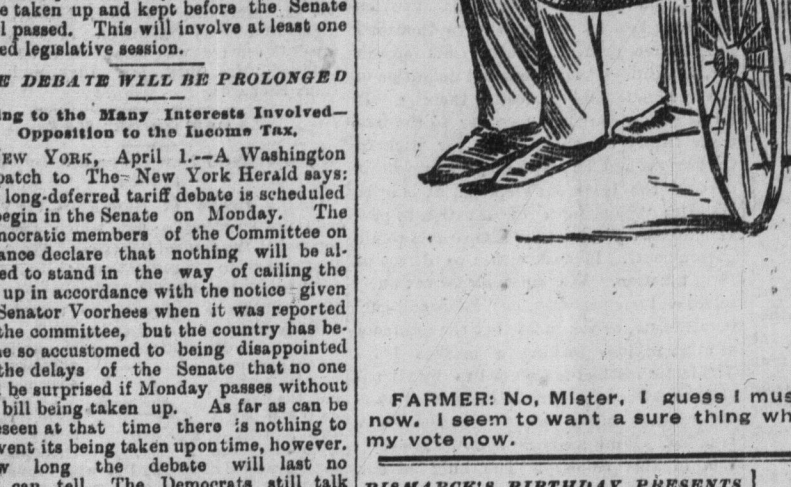 e taken up and kept before the Senate
l passed. This will involve at least one
ed legislative session.
E DEBATE WILL BE PROLONGED
ing to the Many Interests Involved—
Opposition to the Iucome Tax.
EW YORK, April 1.—A Washington
patch to The New York Herald says:
long-deferred tariff debate is scheduled
begin in the Senate on Monday. The
mocratic members of the Committee on
ance declare that nothing will be al-
ed to stand in the way of cailing the
up in accordance with the notice given
Senator Voorhees when it was reported
the committee, but the country has be-
ne so accustomed to being disappointed
the delays of the Senate that no one
be surprised if Monday passes without
bill being taken up. As far as can be
eseen at that time there is nothing to
vent its being taken upon time, however.
w long the debate will last no
can tell. The Democrats still talk
FARMER: No, Mister, I guess I mus
now. I seem to want a sure thing wh
my vote now.
BISMARCK'S BIRTHDAY PRESENTS